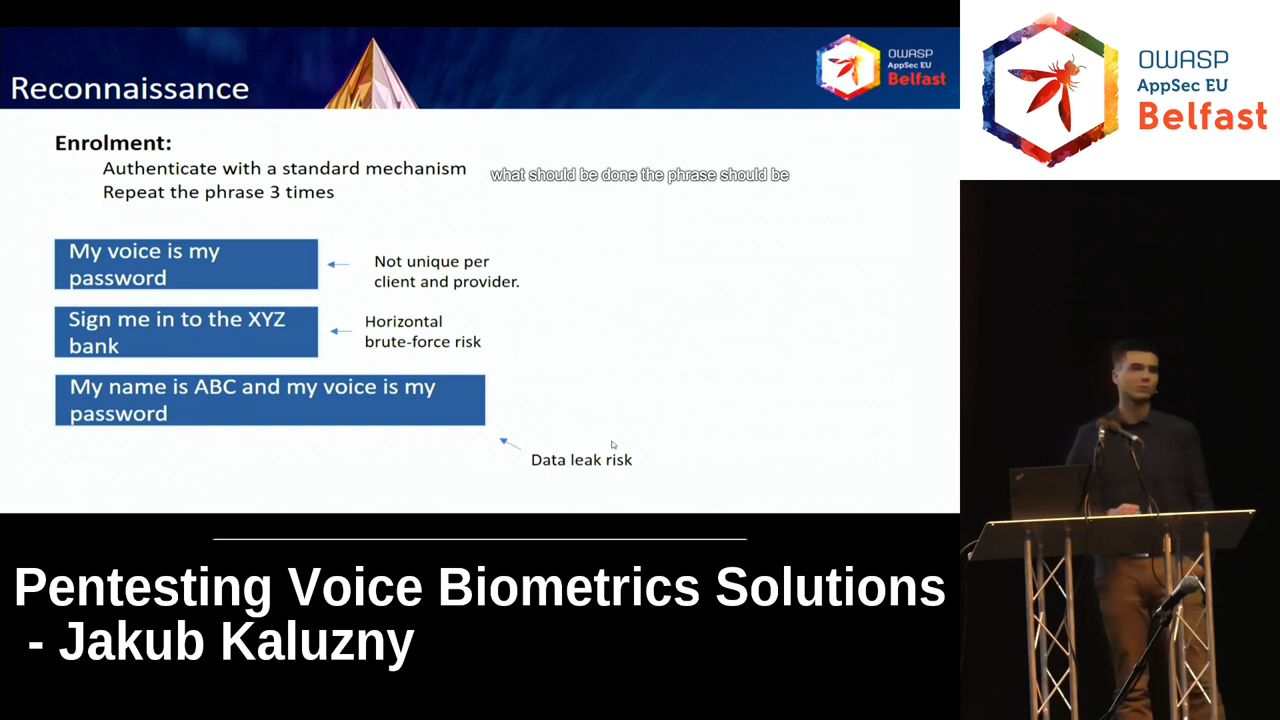 Reconnaissance
OWASP
AppSec EU
Belfast
Enrolment:
Authenticate with a standard mechanism
Repeat the phrase 3 times
what should be done the phrase should be
My voice is my
password
Not unique per
client and provider.
Sign me in to the XYZ
bank
Horizontal
brute-force risk
My name is ABC and my voice is my
password
Data leak risk
OWASP
AppSec EU
Belfast
Pentesting Voice Biometrics Solutions
- Jakub Kaluzny